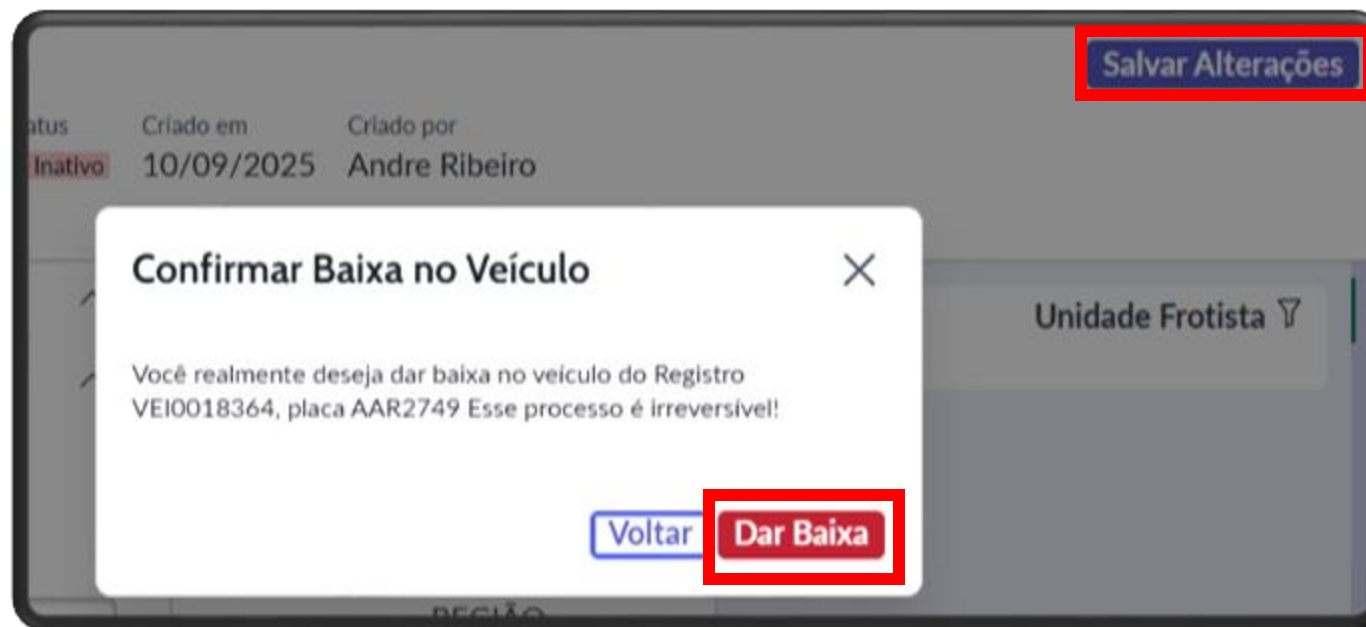 Salvar Alterações
atus Criado em Criado por
Inativo 10/09/2025 Andre Ribeiro
Confirmar Baixa no Veículo
Unidade Frotista
Você realmente deseja dar baixa no veículo do Registro
VEI0018364, placa AAR2749 Esse processo é irreversível!
Voltar Dar Baixa
REGIÃO